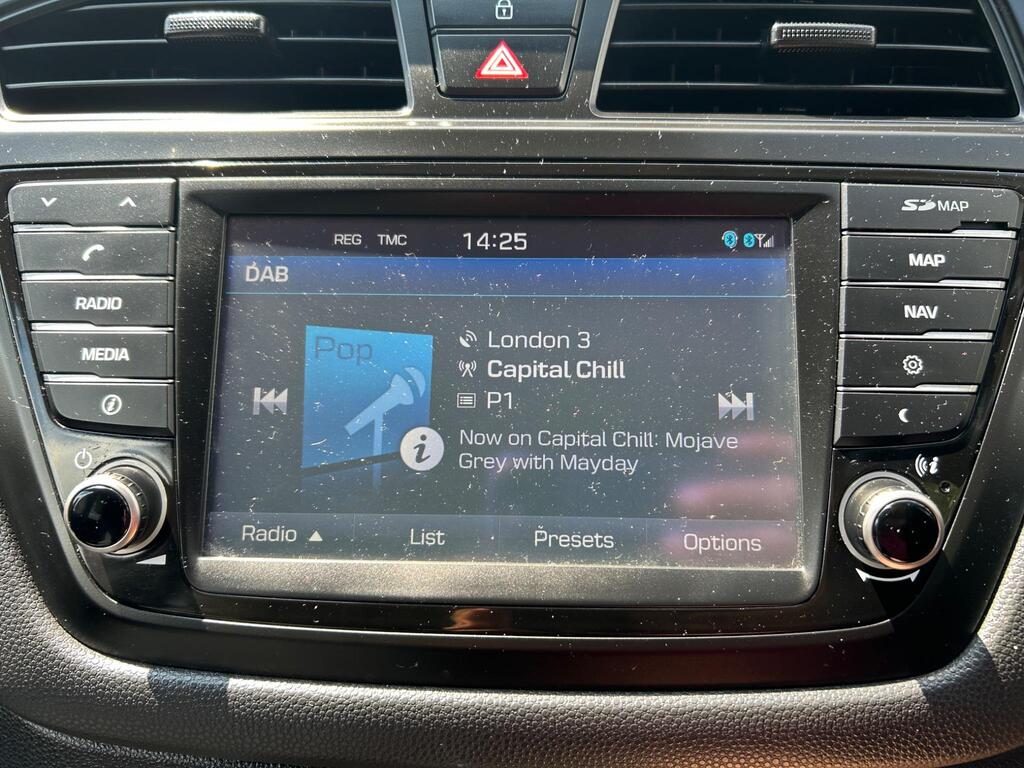 REG TMC 14:25
DAB
Pop
London 3
Capital Chill
P1
Now on Capital Chill: Mojave
Grey with Mayday
Radio ▲ List Presets Options
RADIO
MEDIA
SD MAP
MAP
NAV